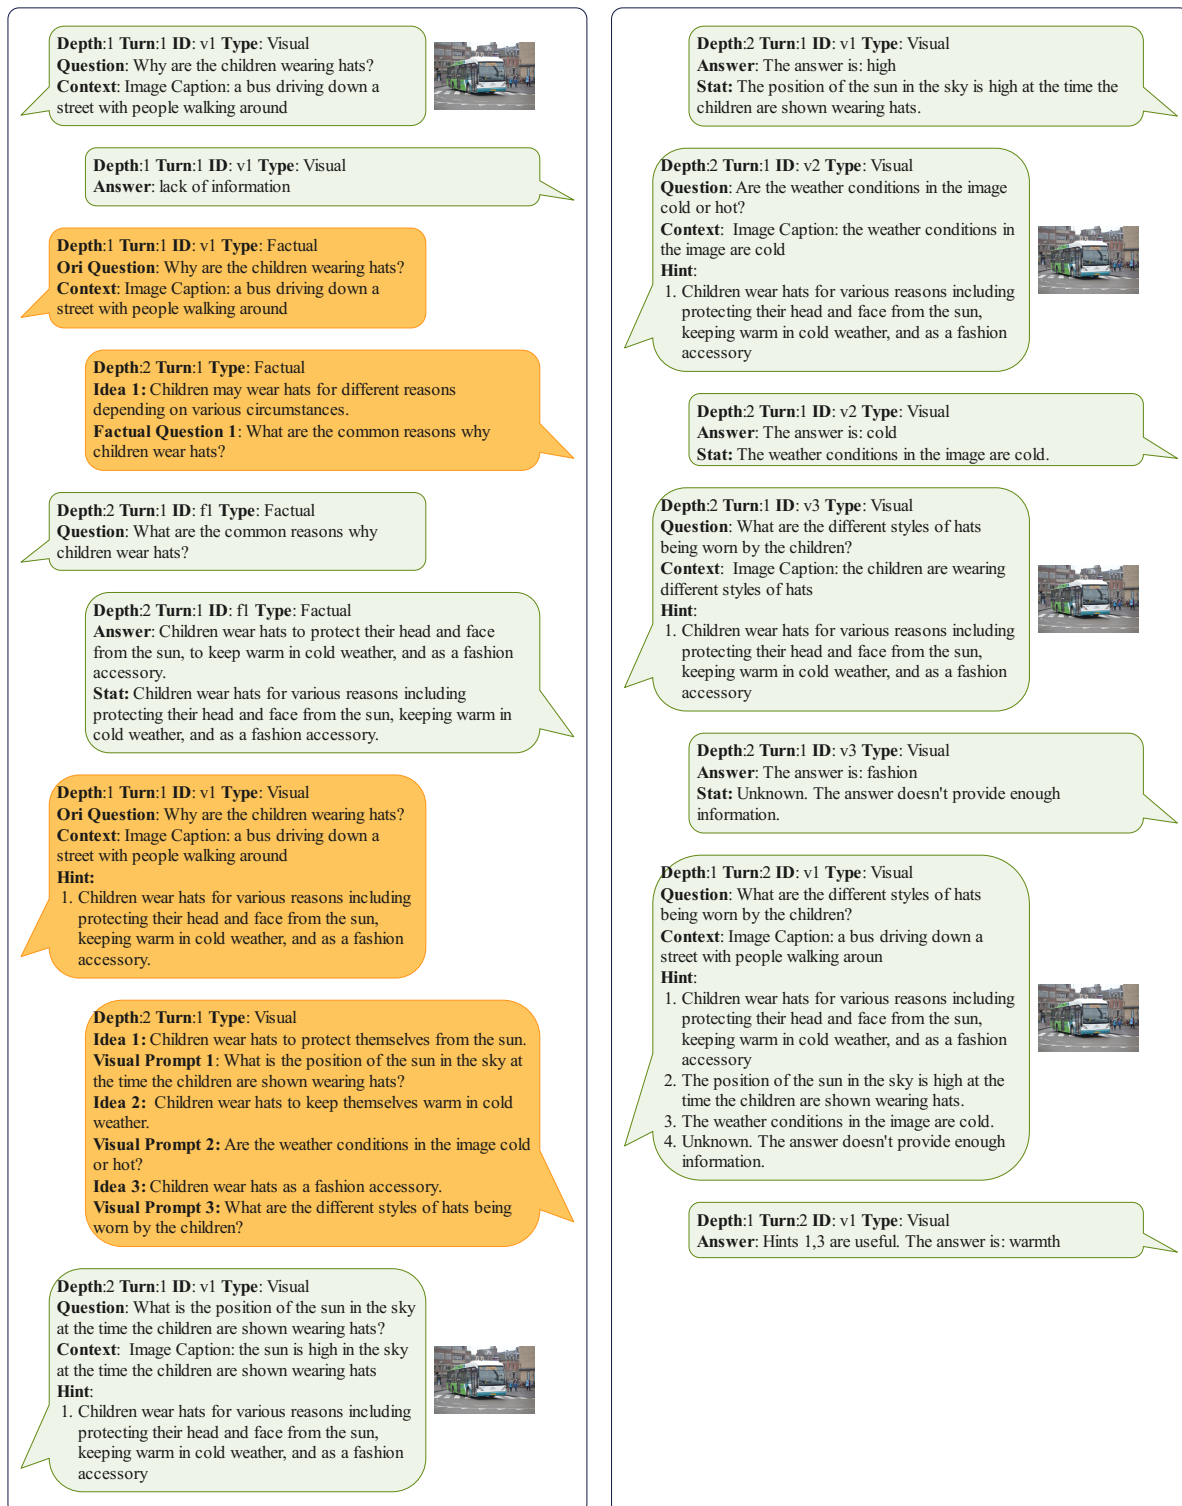 Depth:1 Turn:1 ID: v1 Type: Visual
Question: Why are the children wearing hats?
Context: Image Caption: a bus driving down a
street with people walking around
Depth:1 Turn:1 ID: v1 Type: Visual
Answer: lack of information
Depth:1 Turn:1 ID: v1 Type: Factual
Ori Question: Why are the children wearing hats?
Context: Image Caption: a bus driving down a
street with people walking around
Depth:2 Turn:1 Type: Factual
Idea 1: Children may wear hats for different reasons
depending on various circumstances.
Factual Question 1: What are the common reasons why
children wear hats?
Depth:2 Turn:1 ID: f1 Type: Factual
Question: What are the common reasons why
children wear hats?
Depth:2 Turn:1 ID: f1 Type: Factual
Answer: Children wear hats to protect their head and face
from the sun, to keep warm in cold weather, and as a fashion
accessory.
Stat: Children wear hats for various reasons including
protecting their head and face from the sun, keeping warm in
cold weather, and as a fashion accessory.
Depth:1 Turn:1 ID: v1 Type: Visual
Ori Question: Why are the children wearing hats?
Context: Image Caption: a bus driving down a
street with people walking around
Hint:
1. Children wear hats for various reasons including
protecting their head and face from the sun,
keeping warm in cold weather, and as a fashion
accessory.
Depth:2 Turn:1 Type: Visual
Idea 1: Children wear hats to protect themselves from the sun.
Visual Prompt 1: What is the position of the sun in the sky at
the time the children are shown wearing hats?
Idea 2: Children wear hats to keep themselves warm in cold
weather.
Visual Prompt 2: Are the weather conditions in the image cold
or hot?
Idea 3: Children wear hats as a fashion accessory.
Visual Prompt 3: What are the different styles of hats being
worn by the children?
Depth:2 Turn:1 ID: v1 Type: Visual
Question: What is the position of the sun in the sky
at the time the children are shown wearing hats?
Context: Image Caption: the sun is high in the sky
at the time the children are shown wearing hats
Hint:
1. Children wear hats for various reasons including
protecting their head and face from the sun,
keeping warm in cold weather, and as a fashion
accessory
Depth:2 Turn:1 ID: v1 Type: Visual
Answer: The answer is: high
Stat: The position of the sun in the sky is high at the time the
children are shown wearing hats.
Depth:2 Turn:1 ID: v2 Type: Visual
Question: Are the weather conditions in the image
cold or hot?
Context: Image Caption: the weather conditions in
the image are cold
Hint:
1. Children wear hats for various reasons including
protecting their head and face from the sun,
keeping warm in cold weather, and as a fashion
accessory
Depth:2 Turn:1 ID: v2 Type: Visual
Answer: The answer is: cold
Stat: The weather conditions in the image are cold.
Depth:2 Turn:1 ID: v3 Type: Visual
Question: What are the different styles of hats
being worn by the children?
Context: Image Caption: the children are wearing
different styles of hats
Hint:
1. Children wear hats for various reasons including
protecting their head and face from the sun,
keeping warm in cold weather, and as a fashion
accessory
Depth:2 Turn:1 ID: v3 Type: Visual
Answer: The answer is: fashion
Stat: Unknown. The answer doesn't provide enough
information.
Depth:1 Turn:2 ID: v1 Type: Visual
Question: What are the different styles of hats
being worn by the children?
Context: Image Caption: a bus driving down a
street with people walking aroun
Hint:
1. Children wear hats for various reasons including
protecting their head and face from the sun,
keeping warm in cold weather, and as a fashion
accessory
2. The position of the sun in the sky is high at the
time the children are shown wearing hats.
3. The weather conditions in the image are cold.
4. Unknown. The answer doesn't provide enough
information.
Depth:1 Turn:2 ID: v1 Type: Visual
Answer: Hints 1,3 are useful. The answer is: warmth